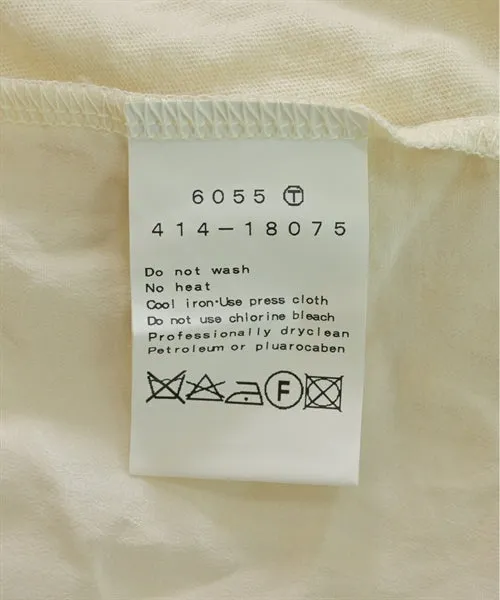 6055 Ⓣ
414-18075
Do not wash
No heat
Cool iron·Use press cloth
Do not use chlorine bleach
Professionally dryclean
Petroleum or pluarocaben
F